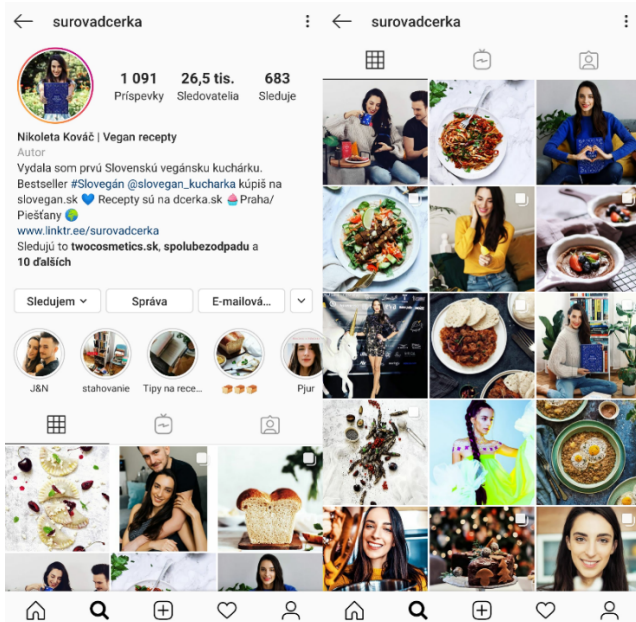 surovadcerka
1 091
26,5 tis.
683
Príspevky
Sledovatelia
Sleduje
Nikoleta Kováč | Vegan recepty
Autor
Vydala som prvú Slovenskú vegánsku kuchárku.
Bestseller #Slovegán @slovegan_kucharka kúpiš na
slovegan.sk 💙 Recepty sú na dcerka.sk 🧁Praha/
Piešťany 🌍
www.linktr.ee/surovadcerka
Sledujú to twocosmetics.sk, spolubezodpadu a
10 ďalších
Sledujem
Správa
E-mailová...
J&N
stahovanie
Tipy na rece...
🍞🍞🍞
Pjur
surovadcerka